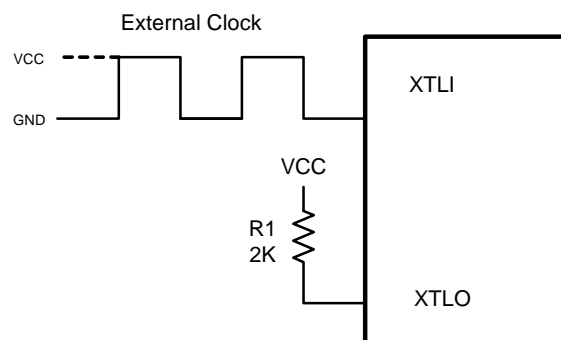 External Clock
VCC
XTLI
GND
VCC
R1
2K
XTLO